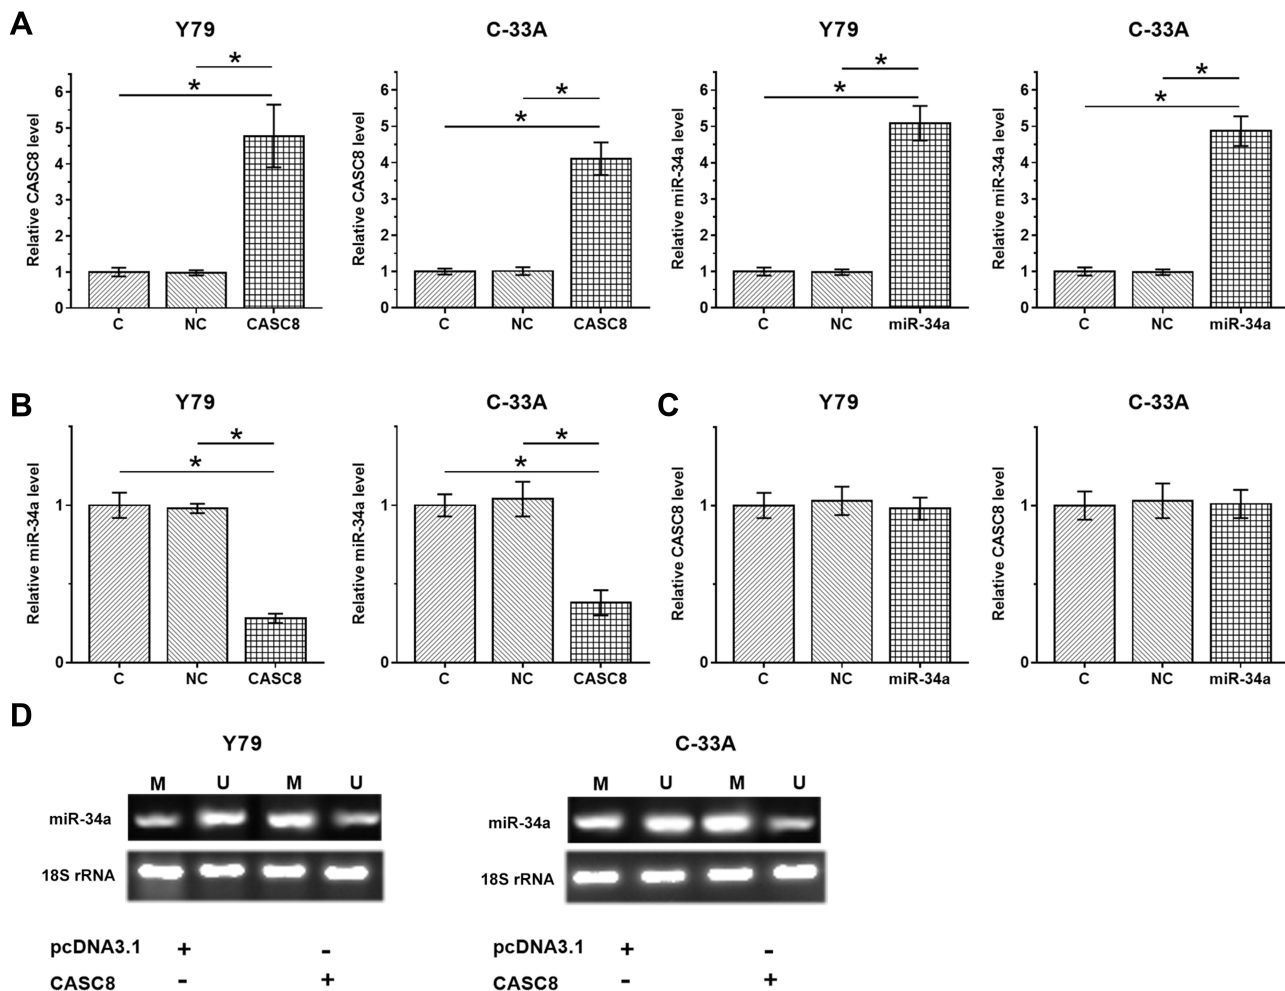 A
Y79
C-33A
Y79
C-33A
Relative CASC8 level
6
5
4
3
2
1
0
*
*
C NC CASC8
Relative CASC8 level
6
5
4
3
2
1
0
*
*
C NC CASC8
Relative miR-34a level
6
5
4
3
2
1
0
*
*
C NC miR-34a
Relative miR-34a level
6
5
4
3
2
1
0
*
*
C NC miR-34a
B
Y79
C-33A
C
Y79
C-33A
Relative miR-34a level
1
0
*
*
C NC CASC8
Relative miR-34a level
1
0
*
*
C NC CASC8
Relative CASC8 level
1
0
C NC miR-34a
Relative CASC8 level
1
0
C NC miR-34a
D
Y79
M U M U
miR-34a
18S rRNA
pcDNA3.1 + -
CASC8 - +
C-33A
M U M U
miR-34a
18S rRNA
pcDNA3.1 + -
CASC8 - +